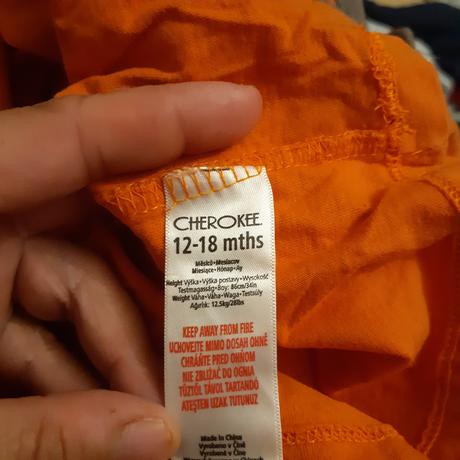 CHEROKEE
12-18 mths
Měsíců•Mesiacov
Miesiące•Hónap•Ay
Height Výška•Výška postavy•Wysokość
Testmagasság•Boy: 86cm/34in
Weight Váha•Váha•Waga•Testsúly
Ağırlık: 12.5kg/28lbs
KEEP AWAY FROM FIRE
UCHOVEJTE MIMO DOSAH OHNĚ
CHRÁŇTE PRED OHŇOM
NIE ZBLIŻAĆ DO OGNIA
TŰZTŐL TÁVOL TARTANDÓ
ATEŞTEN UZAK TUTUNUZ
Made in China
Vyrobeno v Číně
Vyrobené v Číne